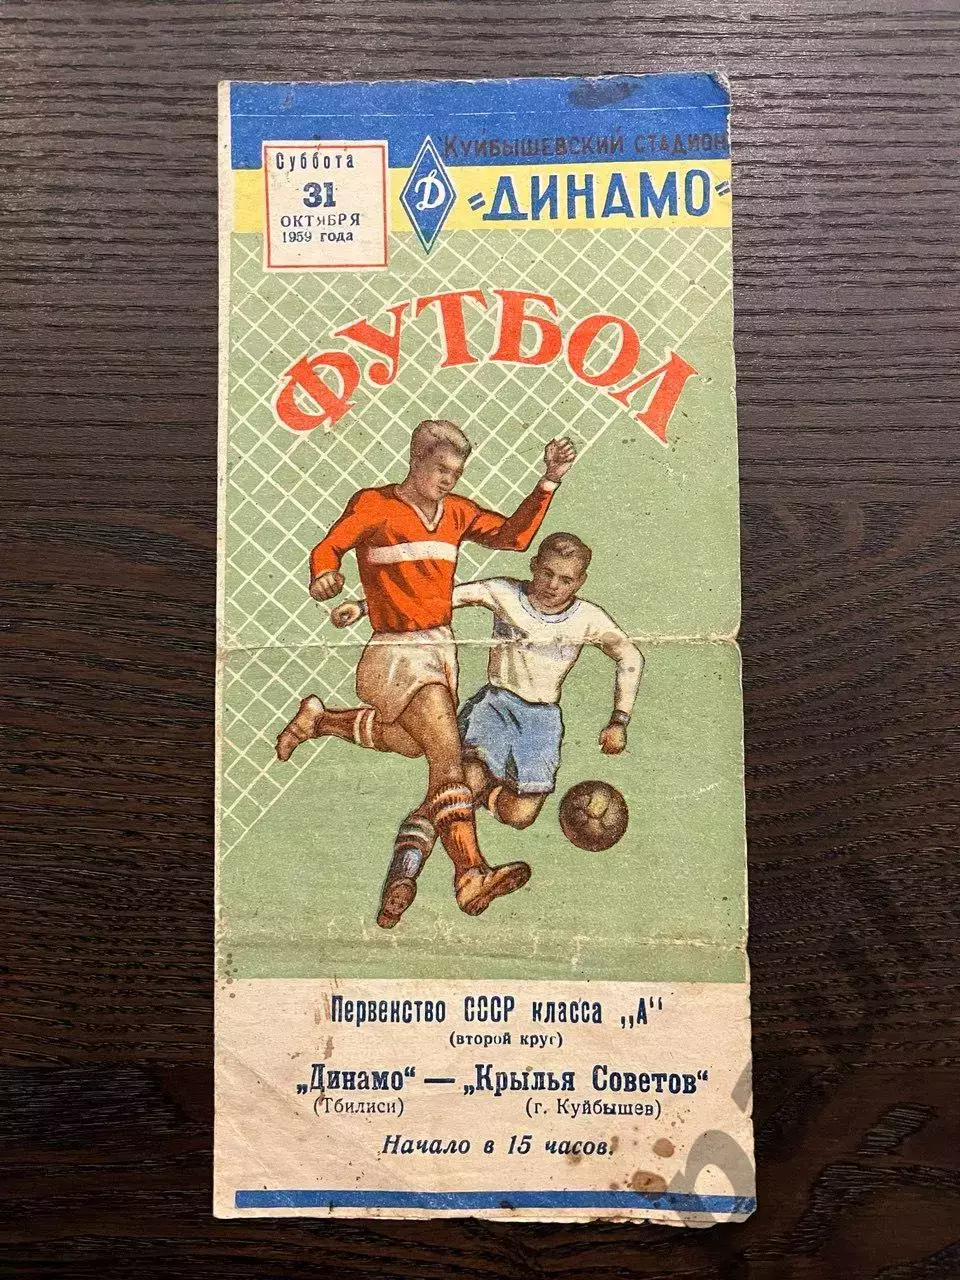 Суббота
31
ОКТЯБРЯ
1959 года
КУЙБЫШЕВСКИЙ СТАДИОН
Д
"ДИНАМО"
ФУТБОЛ
Первенство СССР класса „А“
(второй круг)
„Динамо“ — „Крылья Советов“
(Тбилиси) (г. Куйбышев)
Начало в 15 часов.